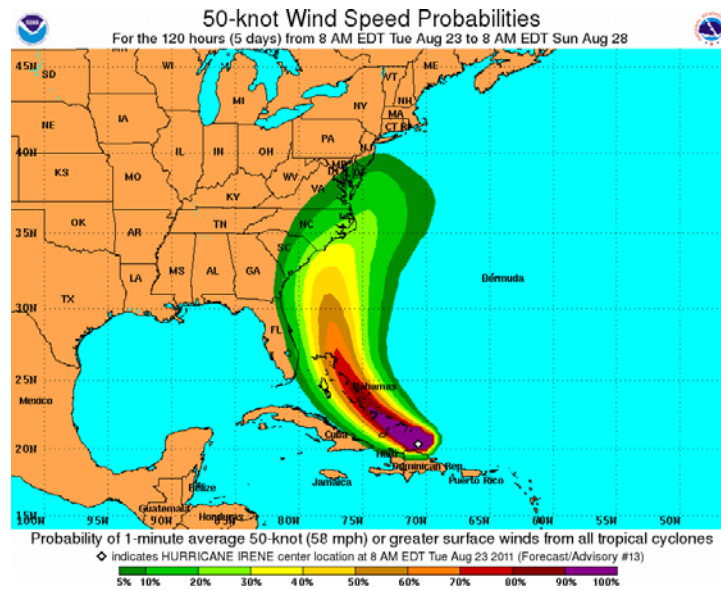 50-knot Wind Speed Probabilities
For the 120 hours (5 days) from 8 AM EDT Tue Aug 23 to 8 AM EDT Sun Aug 28
45N
SD
WI
ME
VT
MI
NY
NH
MA
CT RI
NE
IA
PA
NJ
40N
IL
IN
OH
MD
DE
KS
MO
WV
VA
KY
OK
TN
NC
35N
AR
SC
MS
AL
GA
LA
Bermuda
TX
30N
FL
25N
Bahamas
Mexico
Cuba
20N
Haiti
Dominican Rep.
Jamaica
Puerto Rico
Belize
Guatemala
Honduras
15N
100W 95W 90W 85W 80W 75W 70W 65W 60W 55W 50W
Probability of 1-minute average 50-knot (58 mph) or greater surface winds from all tropical cyclones
indicates HURRICANE IRENE center location at 8 AM EDT Tue Aug 23 2011 (Forecast/Advisory #13)
5% 10% 20% 30% 40% 50% 60% 70% 80% 90% 100%